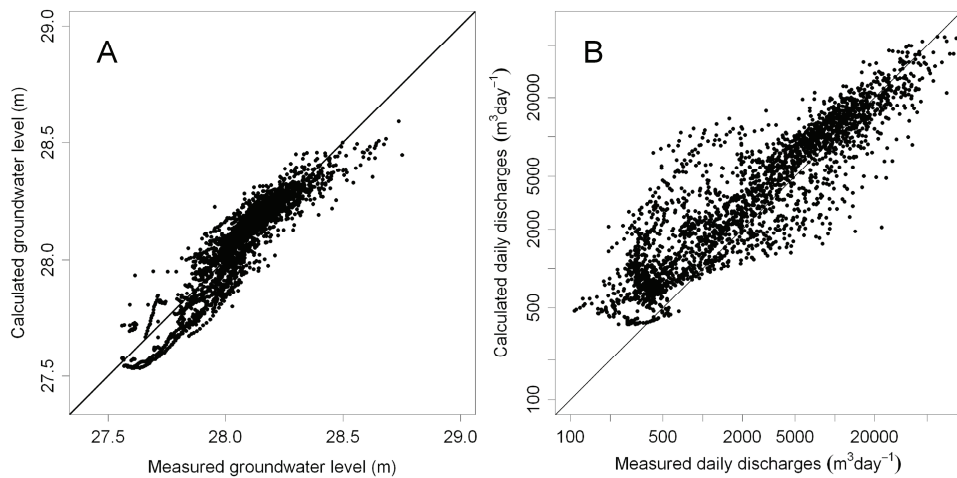 A
Calculated groundwater level (m)
29.0
28.5
28.0
27.5
27.5 28.0 28.5 29.0
Measured groundwater level (m)
B
Calculated daily discharges (m³day⁻¹)
20000
5000
2000
500
100
100 500 2000 5000 20000
Measured daily discharges (m³day⁻¹)